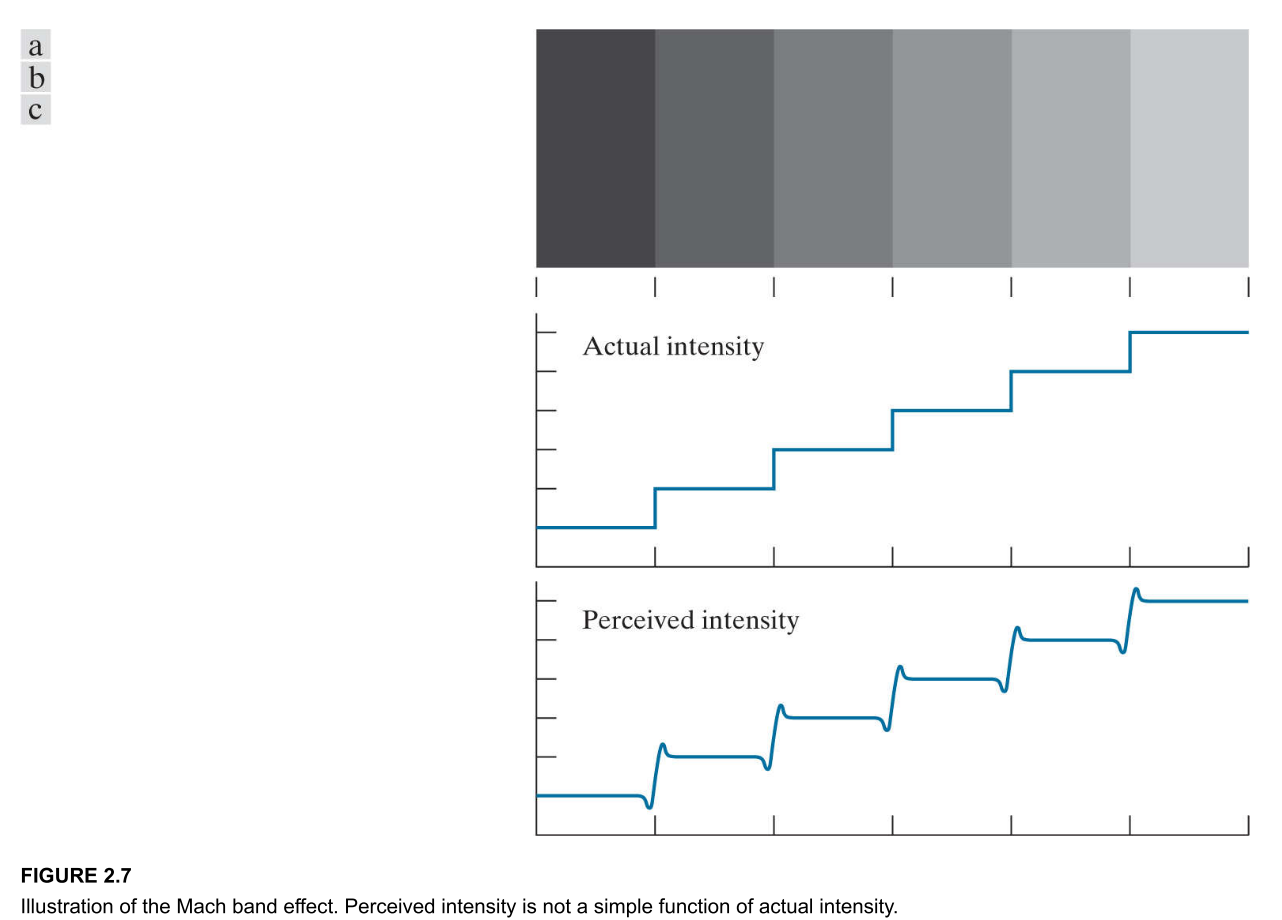 a
b
c
Actual intensity
Perceived intensity
FIGURE 2.7
Illustration of the Mach band effect. Perceived intensity is not a simple function of actual intensity.